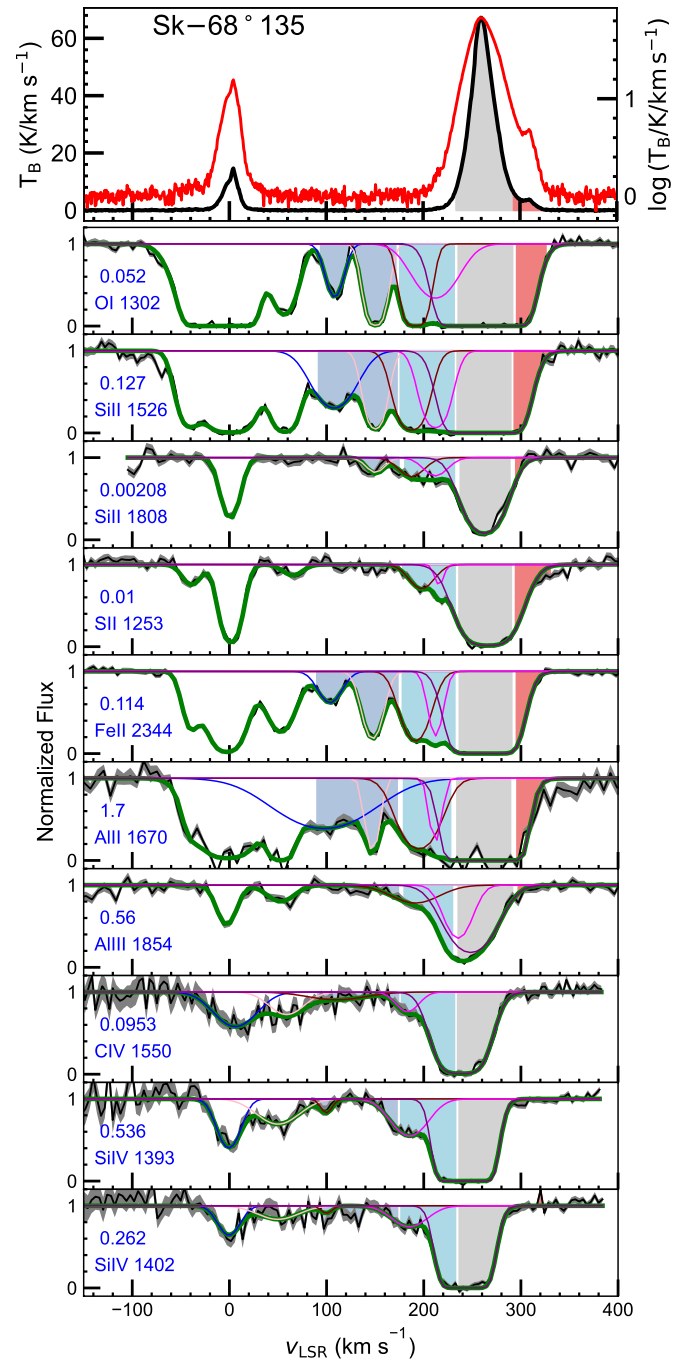 Sk−68°135
T_B (K/km s⁻¹)
60
40
20
0
log (T_B/K/km s⁻¹)
1
0
Normalized Flux
1
0.052
OI 1302
0
1
0.127
SiII 1526
0
1
0.00208
SiII 1808
0
1
0.01
SII 1253
0
1
0.114
FeII 2344
0
1
1.7
AlII 1670
0
1
0.56
AlIII 1854
0
1
0.0953
CIV 1550
0
1
0.536
SiIV 1393
0
1
0.262
SiIV 1402
0
−100 0 100 200 300 400
v_LSR (km s⁻¹)